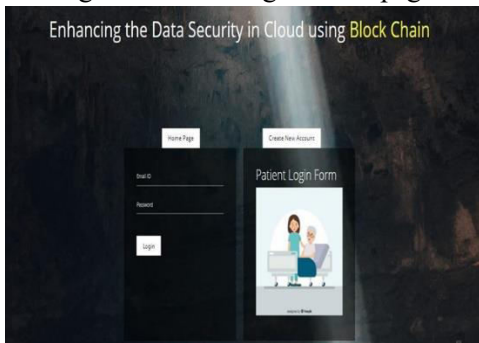 Enhancing the Data Security in Cloud using Block Chain
Home Page
Create New Account
Email ID
Patient Login Form
Password
Login